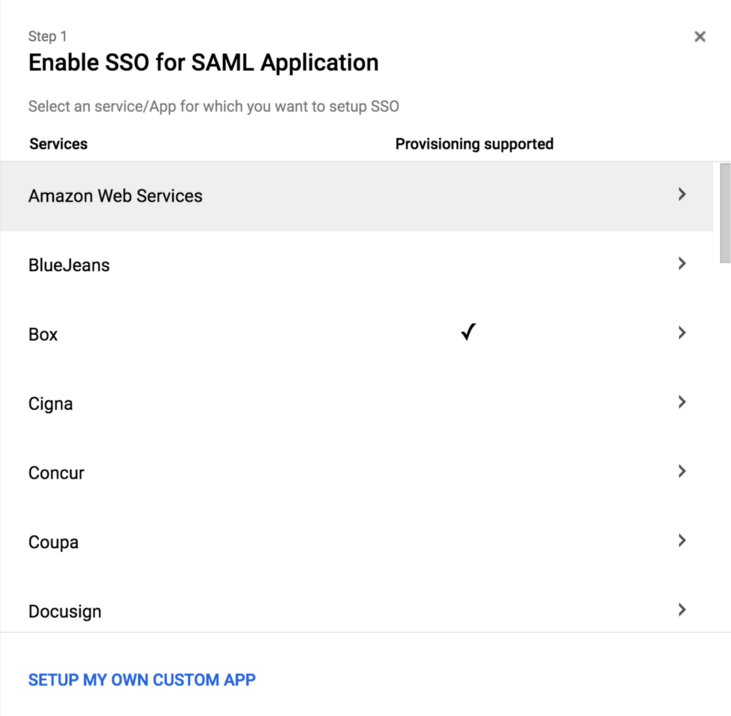 Step 1
Enable SSO for SAML Application
Select an service/App for which you want to setup SSO
Services Provisioning supported
Amazon Web Services
BlueJeans
Box ✓
Cigna
Concur
Coupa
Docusign
SETUP MY OWN CUSTOM APP